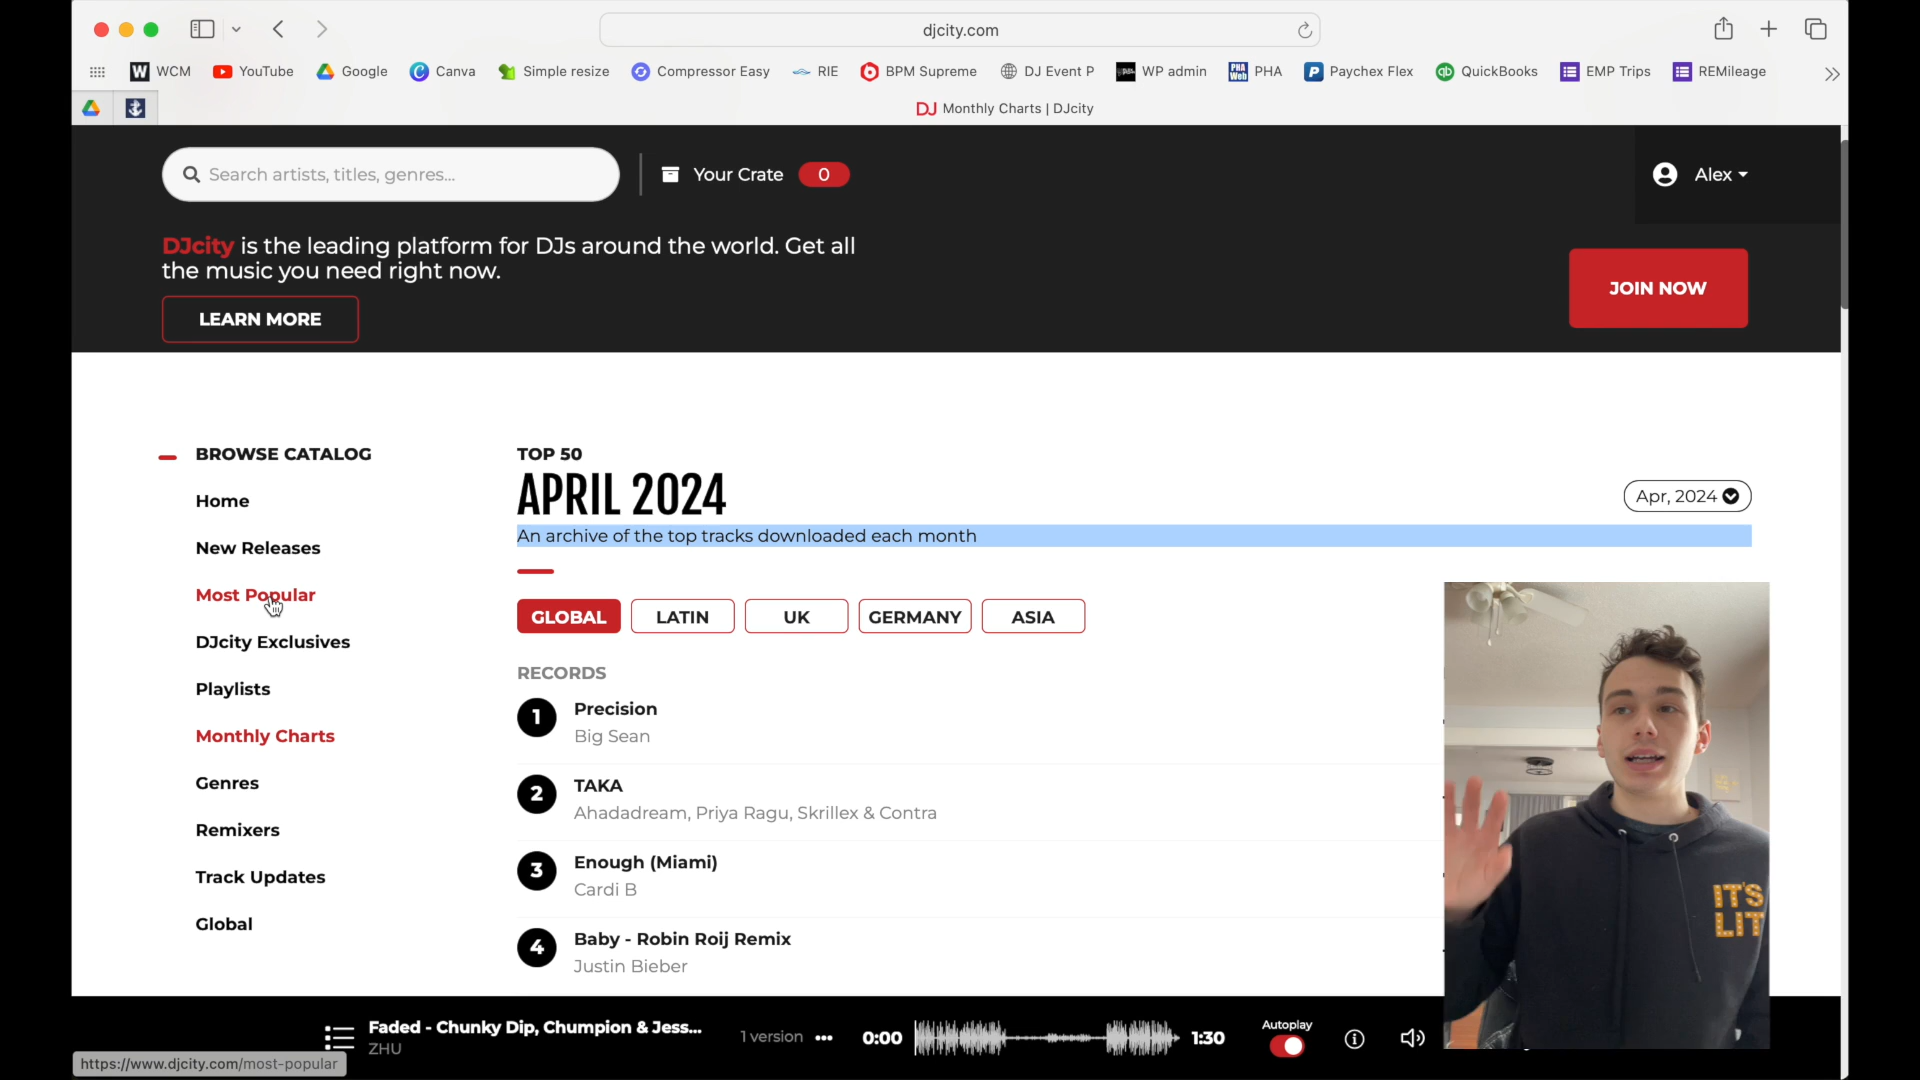 djcity.com
WCM
YouTube
Google
Canva
Simple resize
Compressor Easy
RIE
BPM Supreme
DJ Event P
WP admin
PHA
Paychex Flex
QuickBooks
EMP Trips
REMileage
DJ Monthly Charts | DJcity
Search artists, titles, genres...
Your Crate 0
Alex
DJcity is the leading platform for DJs around the world. Get all
the music you need right now.
LEARN MORE
JOIN NOW
BROWSE CATALOG
Home
New Releases
Most Popular
DJcity Exclusives
Playlists
Monthly Charts
Genres
Remixers
Track Updates
Global
TOP 50
APRIL 2024
Apr, 2024
An archive of the top tracks downloaded each month
GLOBAL
LATIN
UK
GERMANY
ASIA
RECORDS
1 Precision
Big Sean
2 TAKA
Ahadadream, Priya Ragu, Skrillex & Contra
3 Enough (Miami)
Cardi B
4 Baby - Robin Roij Remix
Justin Bieber
IT'S
LIT
Faded - Chunky Dip, Chumpion & Jess...
ZHU
1 version
0:00
1:30
Autoplay
https://www.djcity.com/most-popular